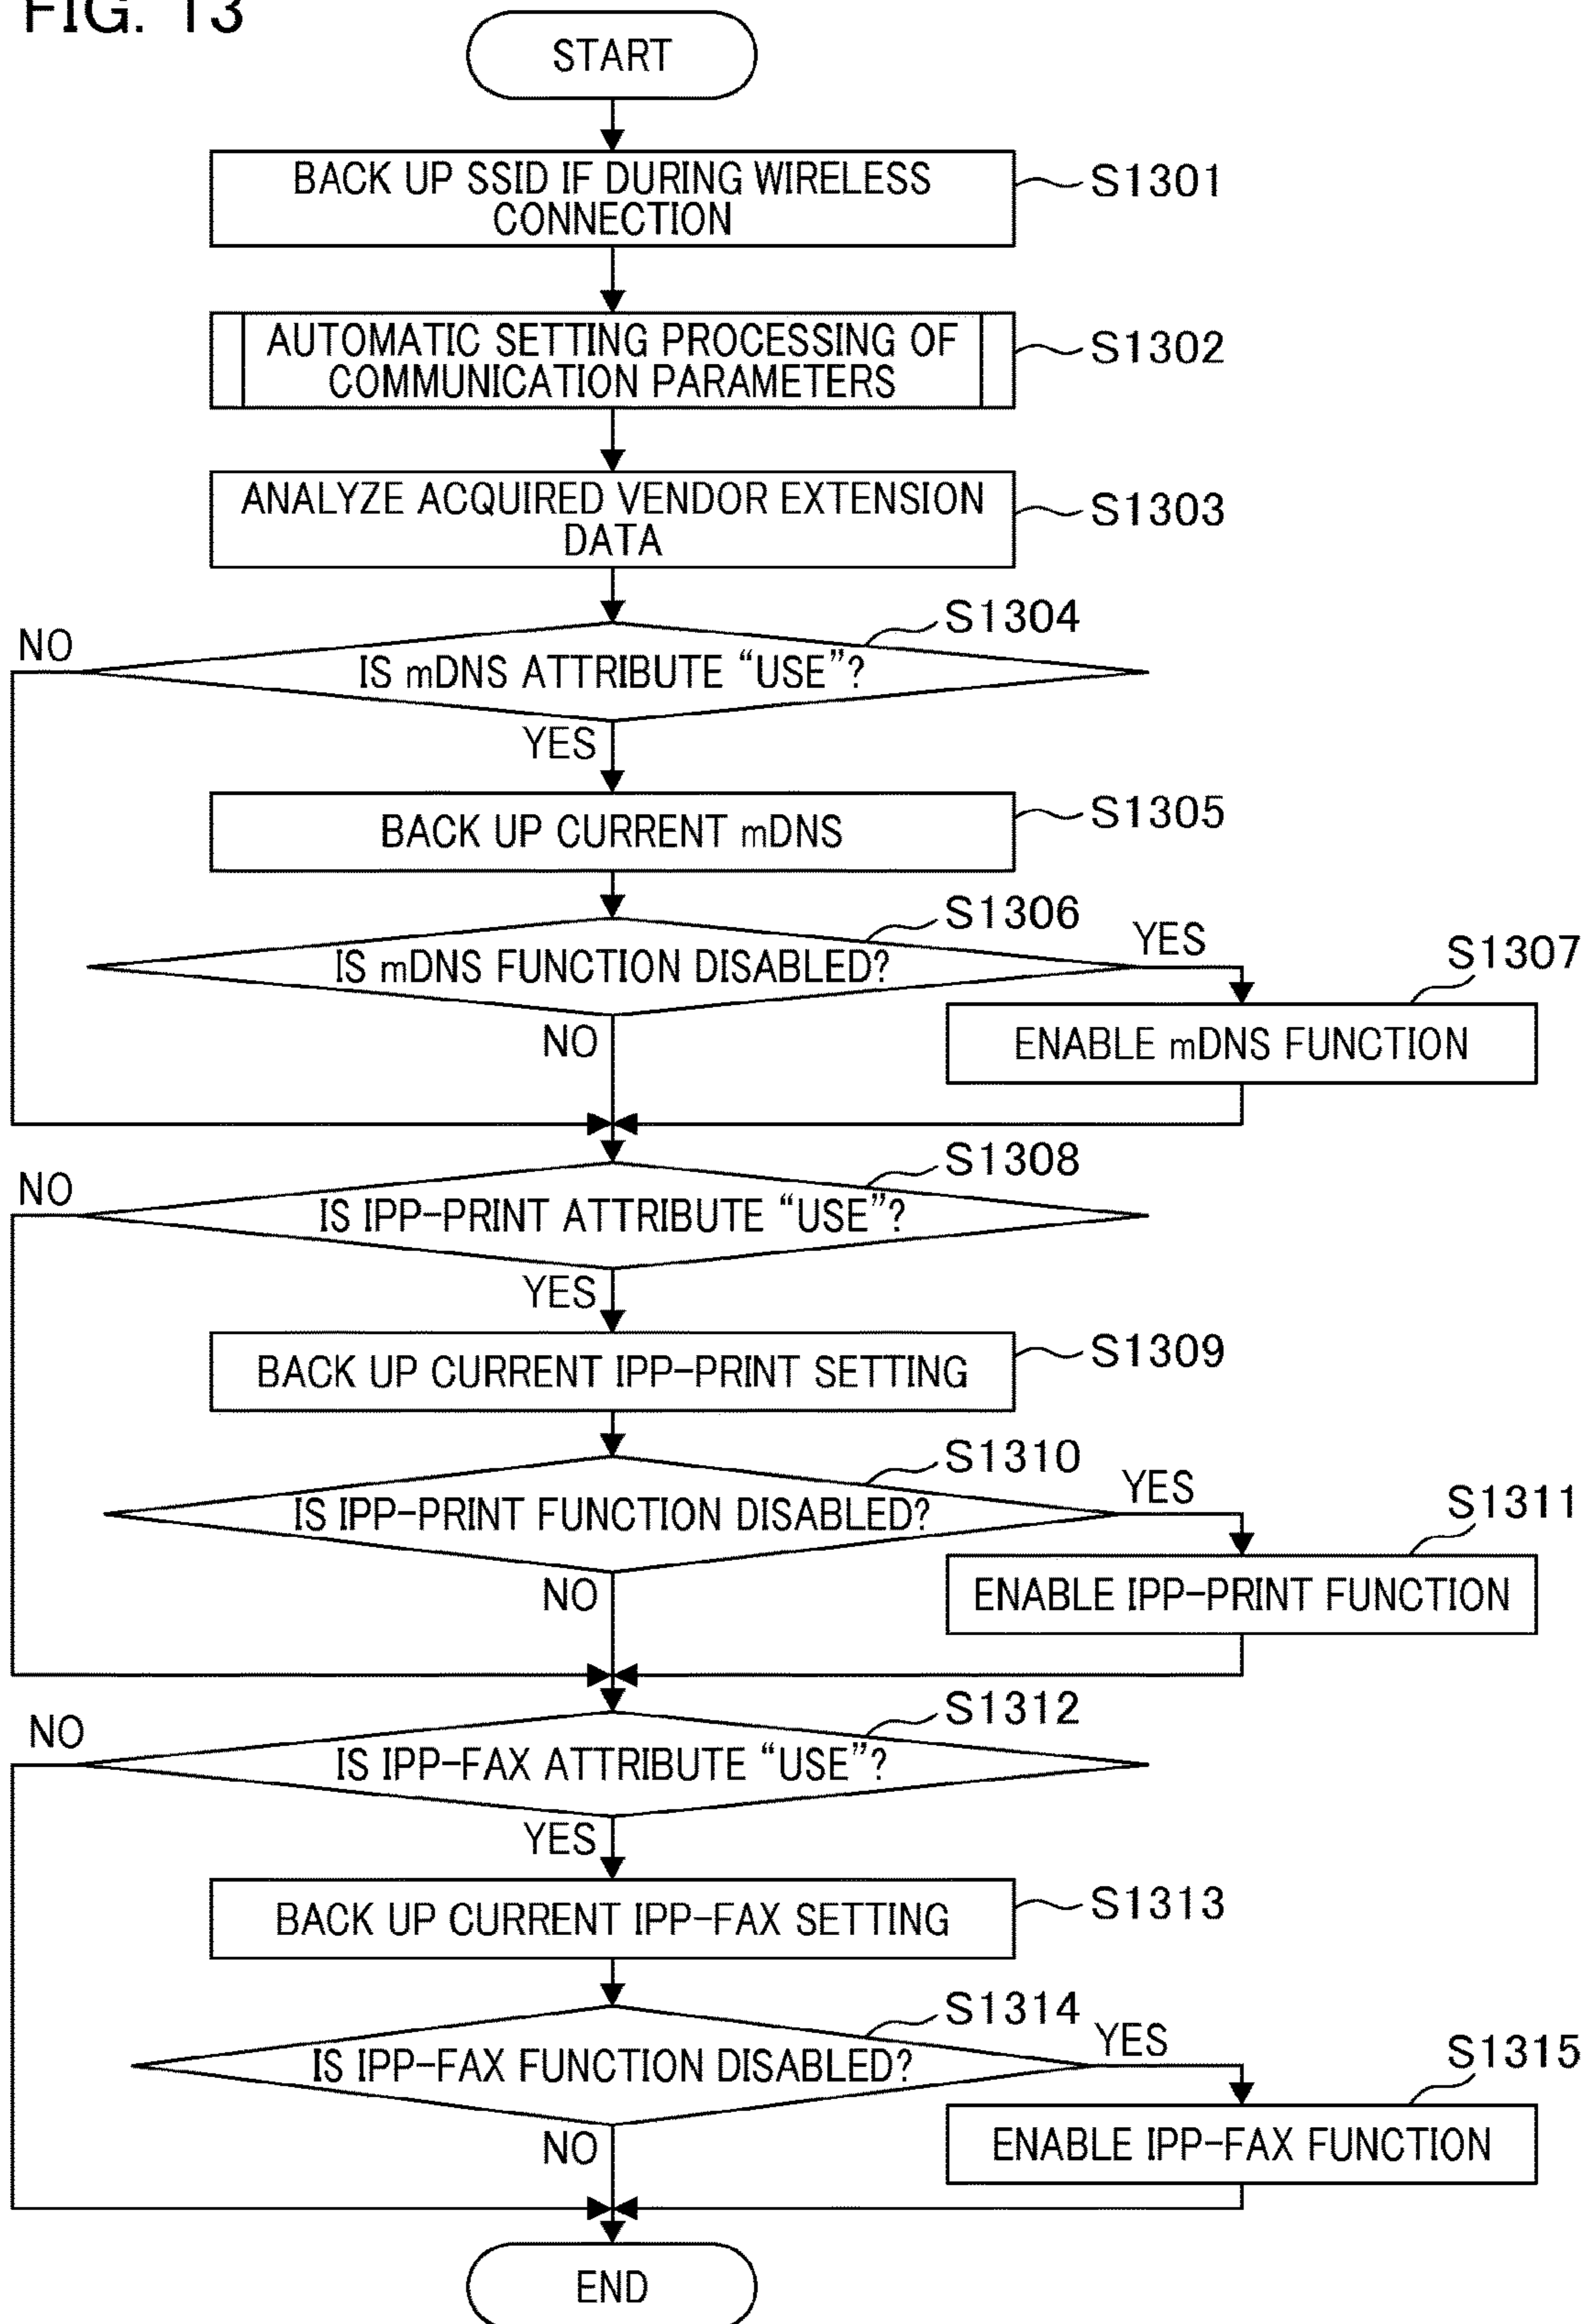 FIG. 13
START
BACK UP SSID IF DURING WIRELESS
CONNECTION
S1301
AUTOMATIC SETTING PROCESSING OF
COMMUNICATION PARAMETERS
S1302
ANALYZE ACQUIRED VENDOR EXTENSION
DATA
S1303
S1304
NO
IS mDNS ATTRIBUTE “USE”?
YES
BACK UP CURRENT mDNS
S1305
S1306
IS mDNS FUNCTION DISABLED?
YES
S1307
NO
ENABLE mDNS FUNCTION
S1308
NO
IS IPP-PRINT ATTRIBUTE “USE”?
YES
BACK UP CURRENT IPP-PRINT SETTING
S1309
S1310
IS IPP-PRINT FUNCTION DISABLED?
YES
S1311
NO
ENABLE IPP-PRINT FUNCTION
S1312
NO
IS IPP-FAX ATTRIBUTE “USE”?
YES
BACK UP CURRENT IPP-FAX SETTING
S1313
S1314
IS IPP-FAX FUNCTION DISABLED?
YES
S1315
NO
ENABLE IPP-FAX FUNCTION
END